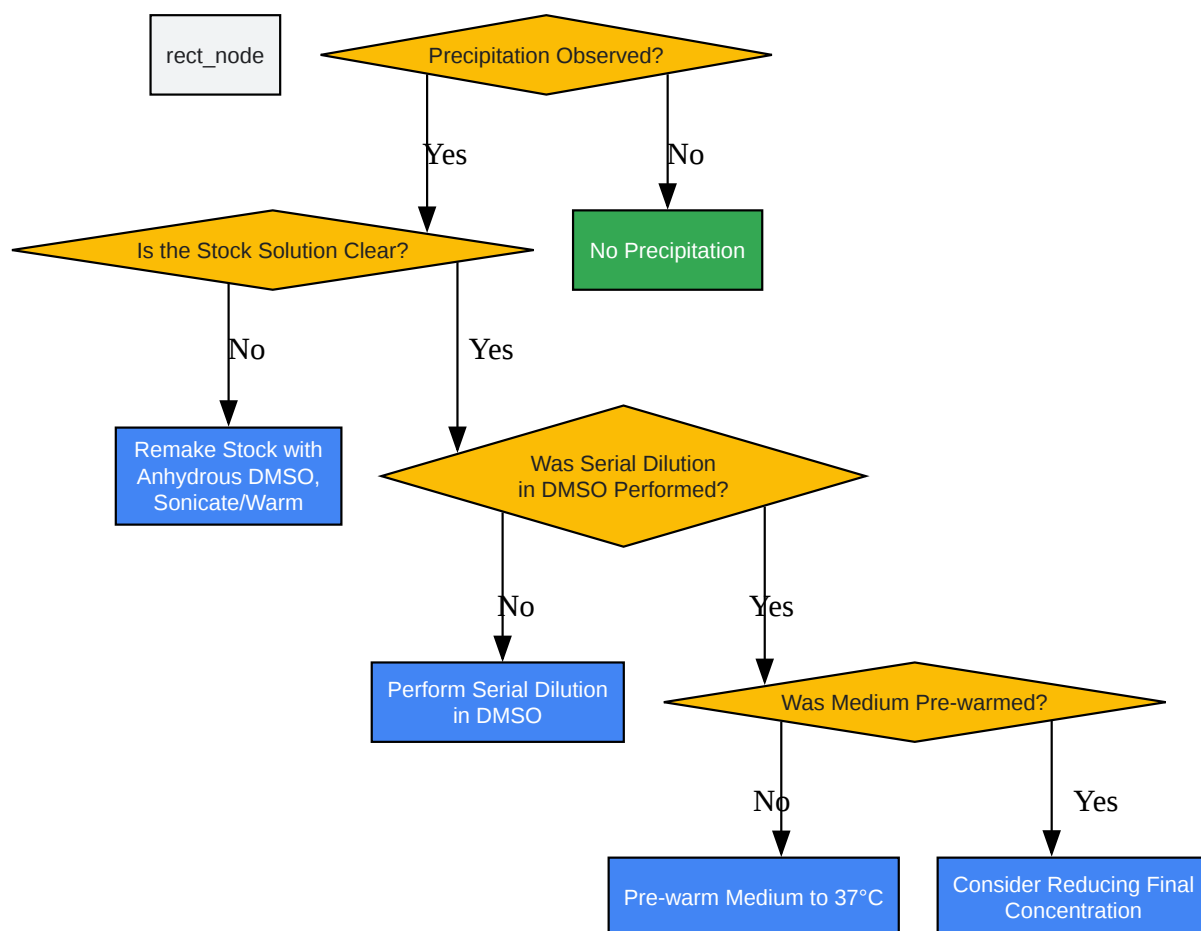 rect_node
Precipitation Observed?
Yes
No
Is the Stock Solution Clear?
No Precipitation
No
Yes
Remake Stock with
Anhydrous DMSO,
Sonicate/Warm
Was Serial Dilution
in DMSO Performed?
No
Yes
Perform Serial Dilution
in DMSO
Was Medium Pre-warmed?
No
Yes
Pre-warm Medium to 37°C
Consider Reducing Final
Concentration